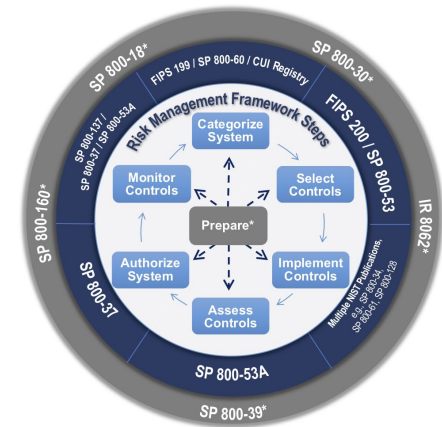 SP 800-18*
SP 800-30*
IR 8062*
SP 800-39*
SP 800-160*
FIPS 199 / SP 800-60 / CUI Registry
FIPS 200 / SP 800-53
Multiple NIST Publications,
e.g., SP 800-34,
SP 800-61, SP 800-128
SP 800-53A
SP 800-37
SP 800-137 /
SP 800-37 / SP 800-53A
Risk Management Framework Steps
Categorize
System
Select
Controls
Implement
Controls
Assess
Controls
Authorize
System
Monitor
Controls
Prepare*